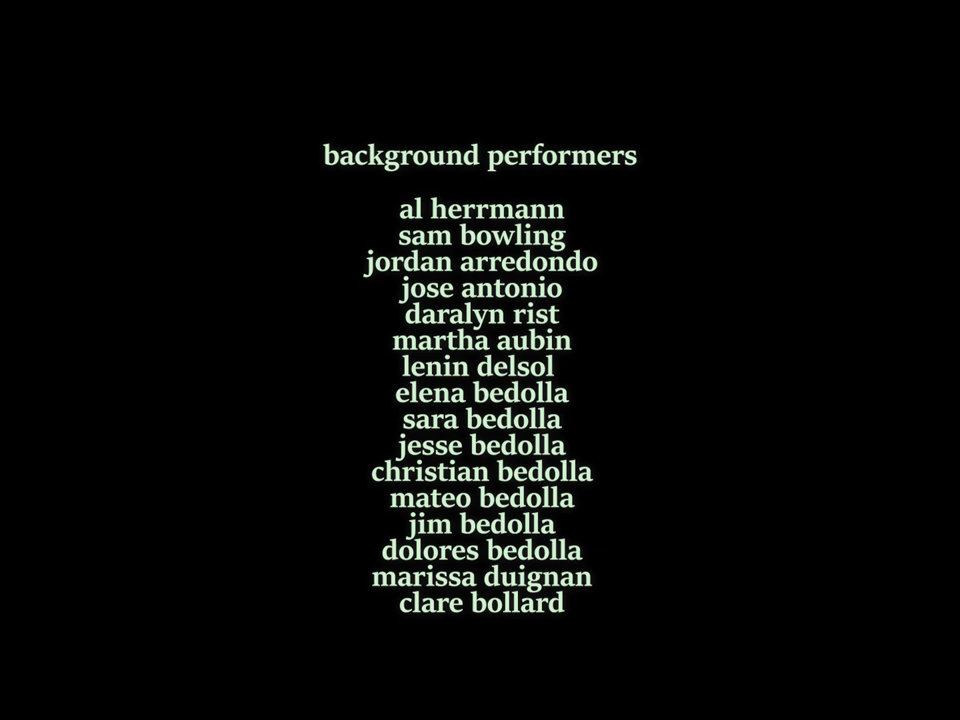 background performers
al herrmann
sam bowling
jordan arredondo
jose antonio
daralyn rist
martha aubin
lenin delsol
elena bedolla
sara bedolla
jesse bedolla
christian bedolla
mateo bedolla
jim bedolla
dolores bedolla
marissa duignan
clare bollard